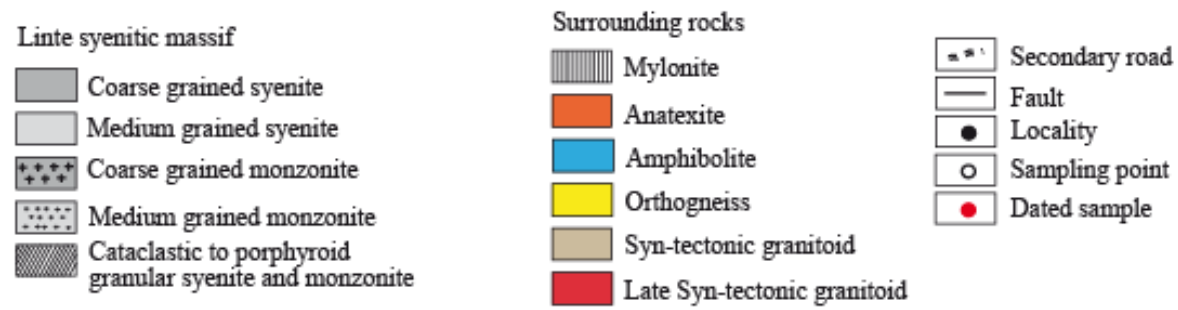 Linte syenitic massif
Coarse grained syenite
Medium grained syenite
Coarse grained monzonite
Medium grained monzonite
Cataclastic to porphyroid
granular syenite and monzonite
Surrounding rocks
Mylonite
Anatexite
Amphibolite
Orthogneiss
Syn-tectonic granitoid
Late Syn-tectonic granitoid
Secondary road
Fault
Locality
Sampling point
Dated sample